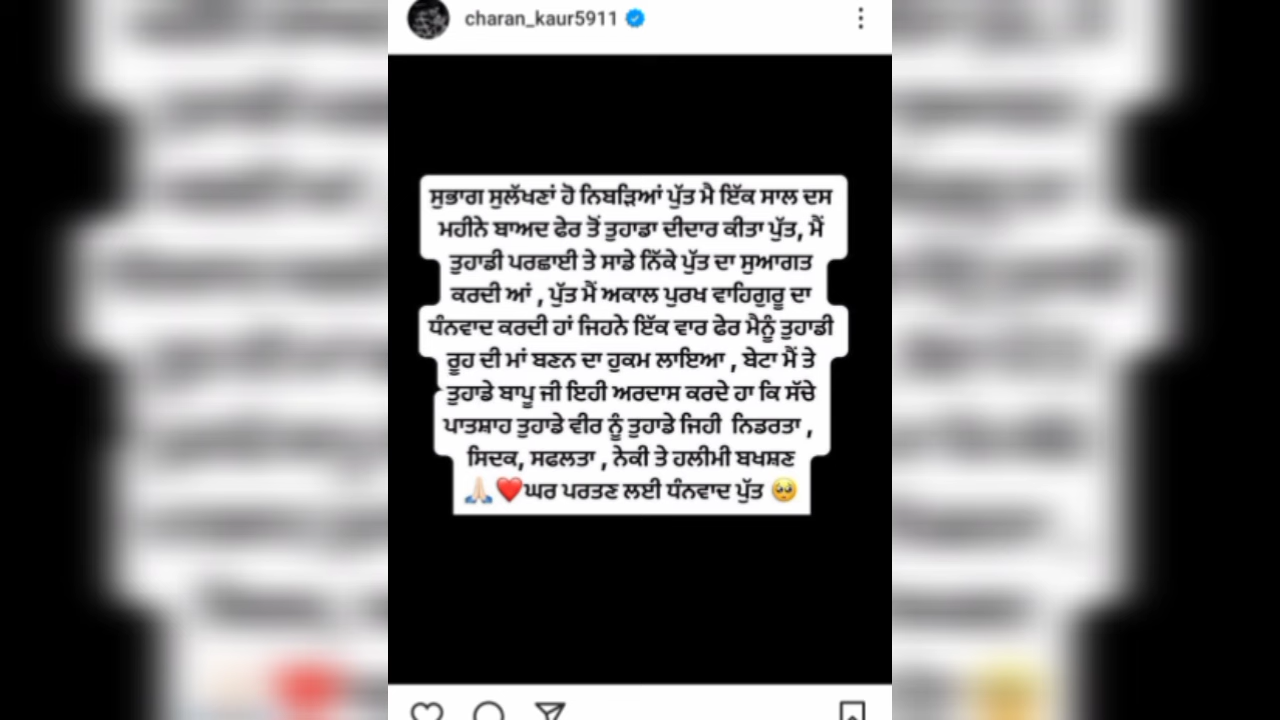 charan_kaur5911
ਸੁਭਾਗ ਸੁਲੱਖਣਾਂ ਹੋ ਨਿਬੜਿਆਂ ਪੁੱਤ ਮੈ ਇੱਕ ਸਾਲ ਦਸ
ਮਹੀਨੇ ਬਾਅਦ ਫੇਰ ਤੋਂ ਤੁਹਾਡਾ ਦੀਦਾਰ ਕੀਤਾ ਪੁੱਤ, ਮੈਂ
ਤੁਹਾਡੀ ਪਰਛਾਈ ਤੇ ਸਾਡੇ ਨਿੱਕੇ ਪੁੱਤ ਦਾ ਸੁਆਗਤ
ਕਰਦੀ ਆਂ , ਪੁੱਤ ਮੈਂ ਅਕਾਲ ਪੁਰਖ ਵਾਹਿਗੁਰੂ ਦਾ
ਧੰਨਵਾਦ ਕਰਦੀ ਹਾਂ ਜਿਹਨੇ ਇੱਕ ਵਾਰ ਫੇਰ ਮੈਨੂੰ ਤੁਹਾਡੀ
ਰੂਹ ਦੀ ਮਾਂ ਬਣਨ ਦਾ ਹੁਕਮ ਲਾਇਆ , ਬੇਟਾ ਮੈਂ ਤੇ
ਤੁਹਾਡੇ ਬਾਪੂ ਜੀ ਇਹੀ ਅਰਦਾਸ ਕਰਦੇ ਹਾ ਕਿ ਸੱਚੇ
ਪਾਤਸ਼ਾਹ ਤੁਹਾਡੇ ਵੀਰ ਨੂੰ ਤੁਹਾਡੇ ਜਿਹੀ ਨਿਡਰਤਾ ,
ਸਿਦਕ, ਸਫਲਤਾ , ਨੇਕੀ ਤੇ ਹਲੀਮੀ ਬਖਸ਼ਣ
🙏🏻❤️ਘਰ ਪਰਤਣ ਲਈ ਧੰਨਵਾਦ ਪੁੱਤ 🥹